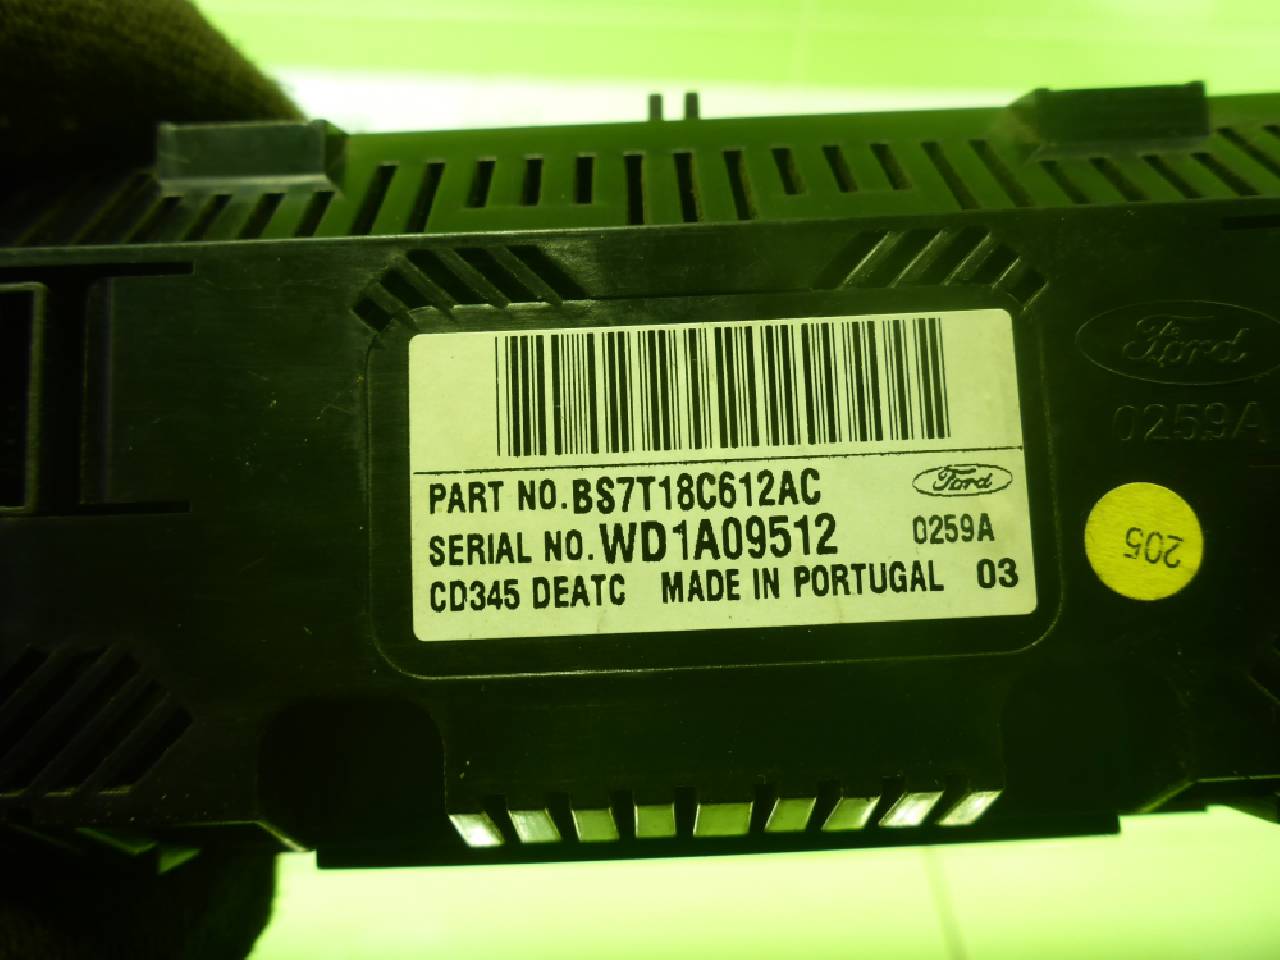 PART NO.BS7T18C612AC
Ford
SERIAL NO.WD1A09512
0259A
CD345 DEATC MADE IN PORTUGAL 03
Ford
0259A
205